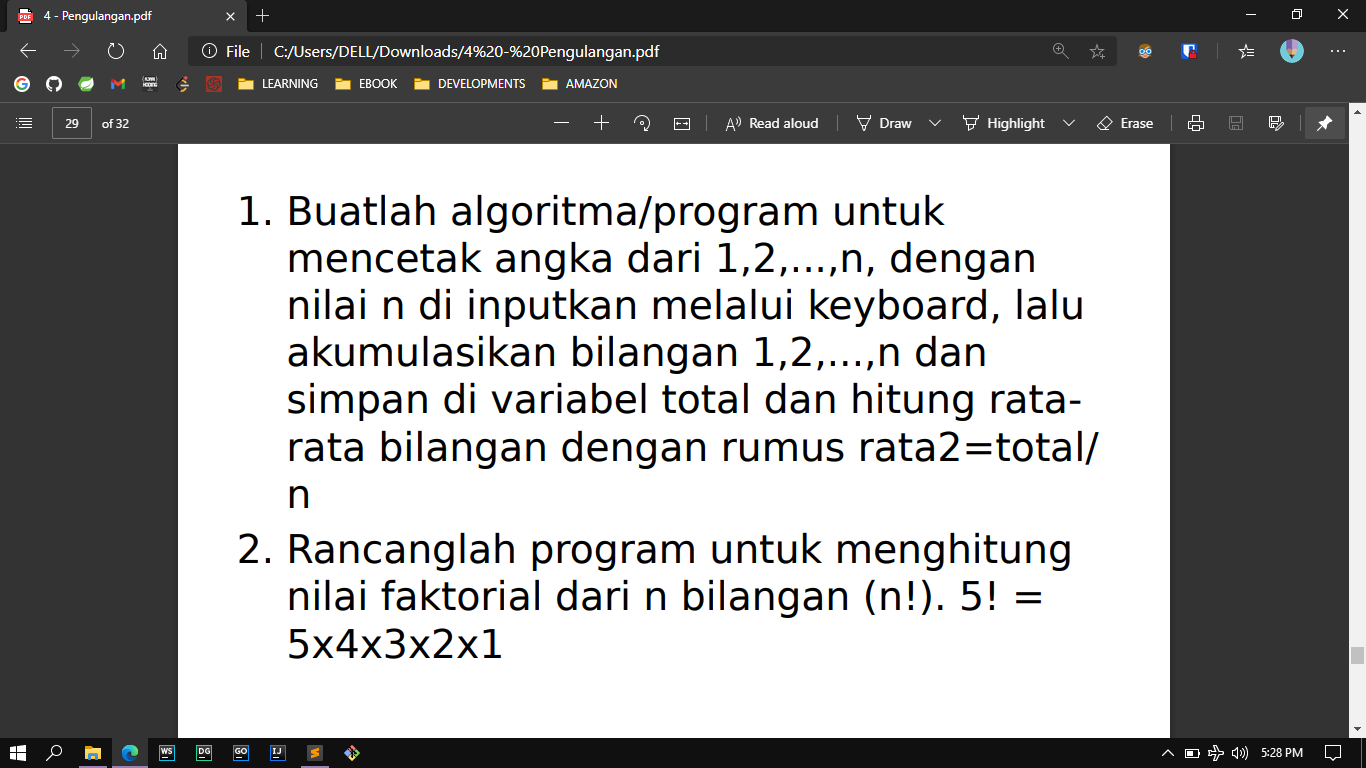 4 - Pengulangan.pdf
File C:/Users/DELL/Downloads/4%20-%20Pengulangan.pdf
LEARNING EBOOK DEVELOPMENTS AMAZON
29 of 32 Read aloud Draw Highlight Erase
1. Buatlah algoritma/program untuk
mencetak angka dari 1,2,...,n, dengan
nilai n di inputkan melalui keyboard, lalu
akumulasikan bilangan 1,2,...,n dan
simpan di variabel total dan hitung rata-
rata bilangan dengan rumus rata2=total/
n
2. Rancanglah program untuk menghitung
nilai faktorial dari n bilangan (n!). 5! =
5x4x3x2x1
WS DG GO IJ 5:28 PM